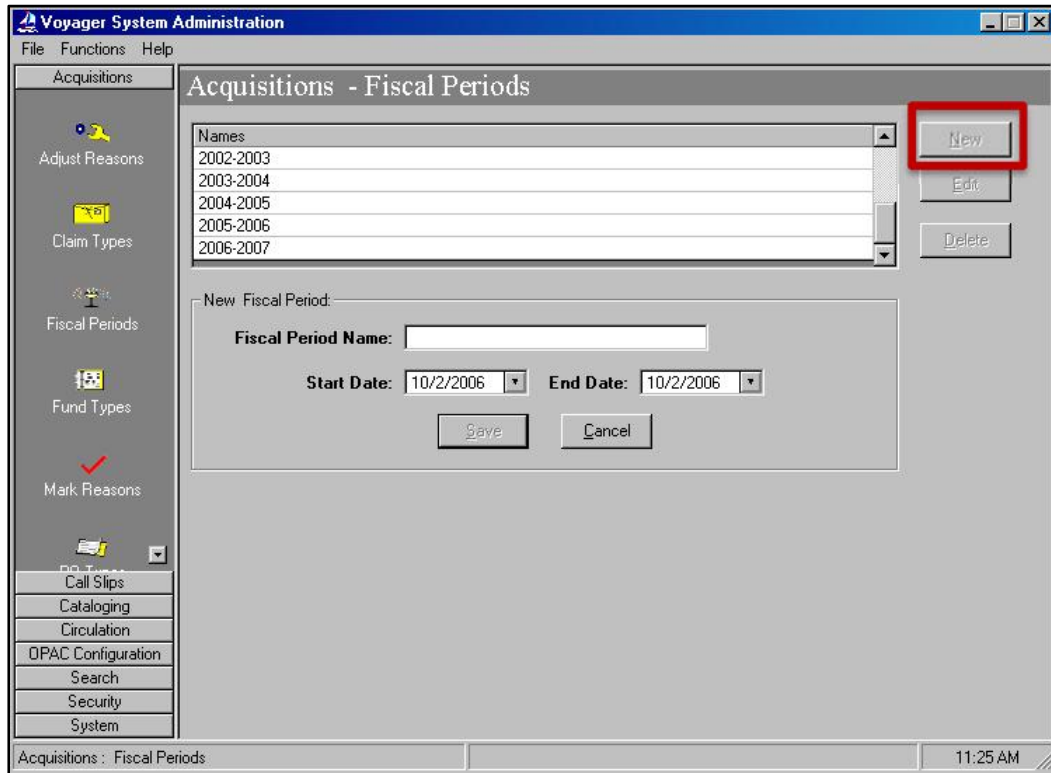 Voyager System Administration
File Functions Help
Acquisitions
Adjust Reasons
Claim Types
Fiscal Periods
Fund Types
Mark Reasons
PO Types
Call Slips
Cataloging
Circulation
OPAC Configuration
Search
Security
System
Acquisitions - Fiscal Periods
Names
2002-2003
2003-2004
2004-2005
2005-2006
2006-2007
New
Edit
Delete
New Fiscal Period:
Fiscal Period Name:
Start Date: 10/2/2006 End Date: 10/2/2006
Save Cancel
Acquisitions : Fiscal Periods 11:25 AM